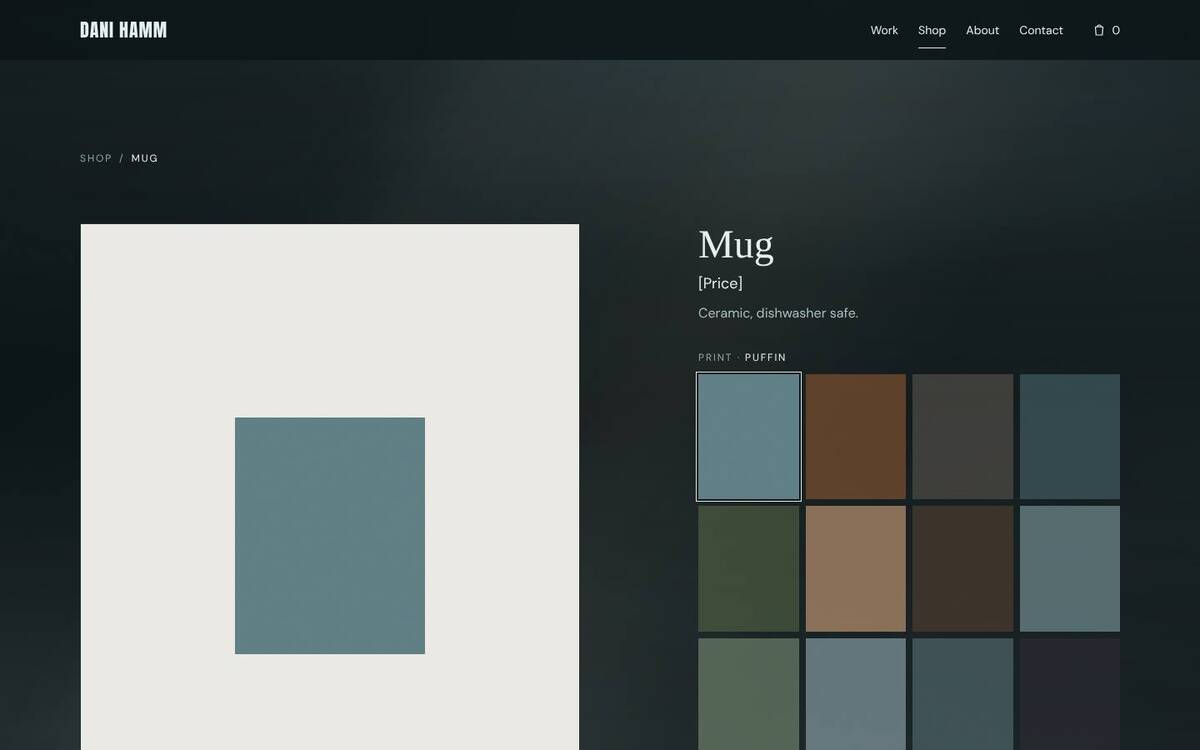 DANI HAMM
Work Shop About Contact 0
SHOP / MUG
Mug
[Price]
Ceramic, dishwasher safe.
PRINT · PUFFIN